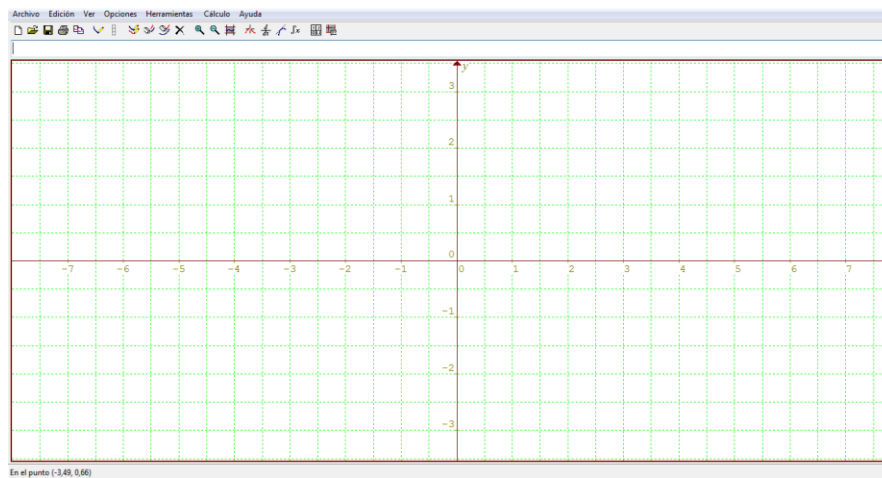 Archivo Edición Ver Opciones Herramientas Cálculo Ayuda
y
3
2
1
0
-7 -6 -5 -4 -3 -2 -1 0 1 2 3 4 5 6 7
-1
-2
-3
En el punto (-3,49, 0,66)